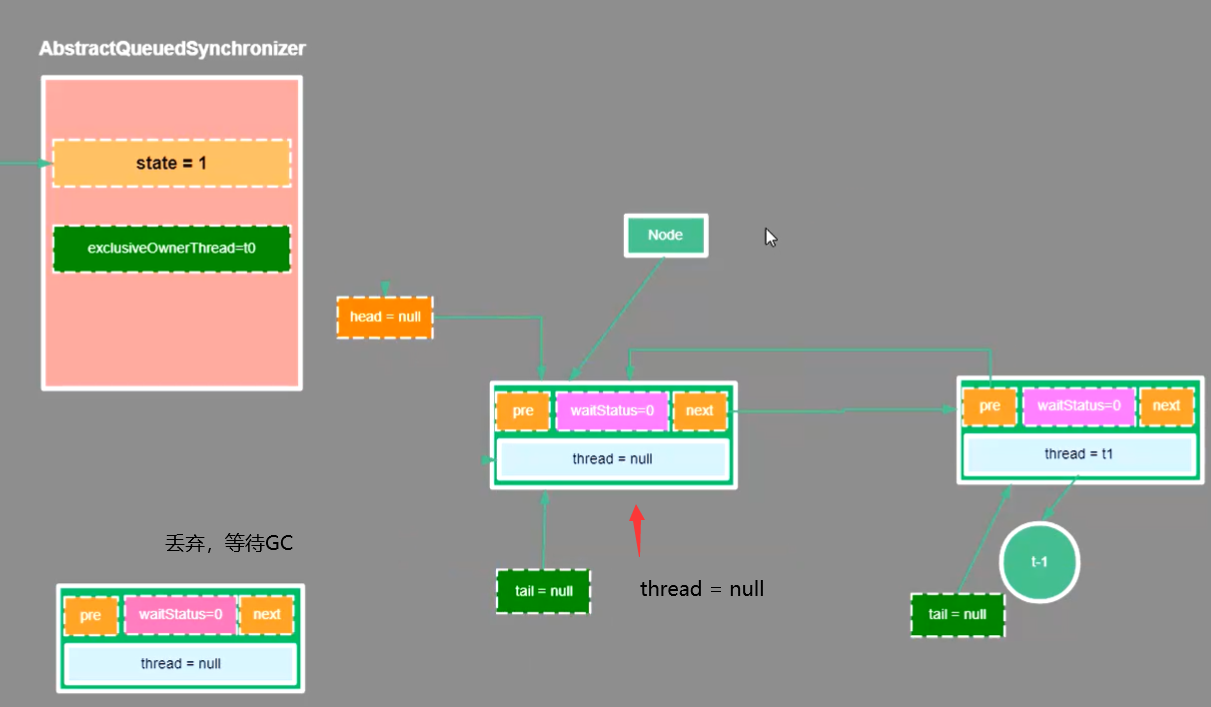 AbstractQueuedSynchronizer
state = 1
exclusiveOwnerThread=t0
Node
head = null
pre
waitStatus=0
next
thread = null
pre
waitStatus=0
next
thread = t1
丢弃，等待GC
tail = null
thread = null
t-1
tail = null
pre
waitStatus=0
next
thread = null